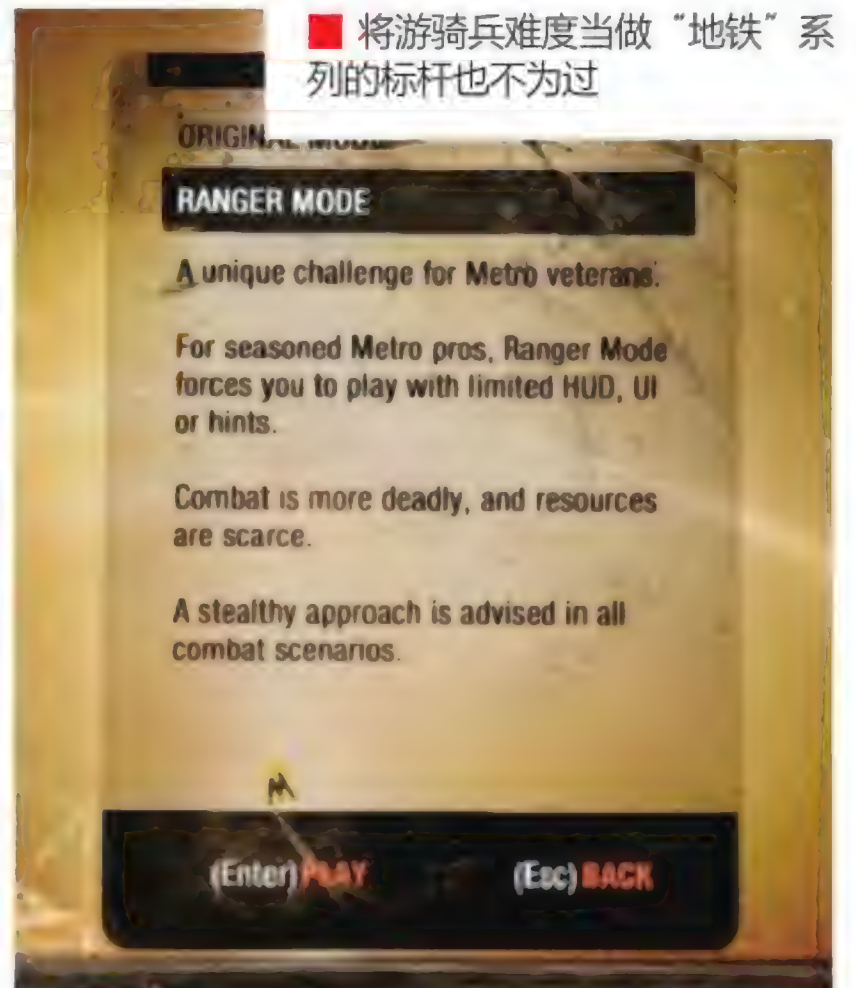 ■ 将游骑兵难度当做“地铁”系
列的标杆也不为过
RANGER MODE
A unique challenge for Metro veterans.
For seasoned Metro pros, Ranger Mode
forces you to play with limited HUD, UI
or hints.
Combat is more deadly, and resources
are scarce.
A stealthy approach is advised in all
combat scenarios.
(Enter) PLAY
(Esc) BACK